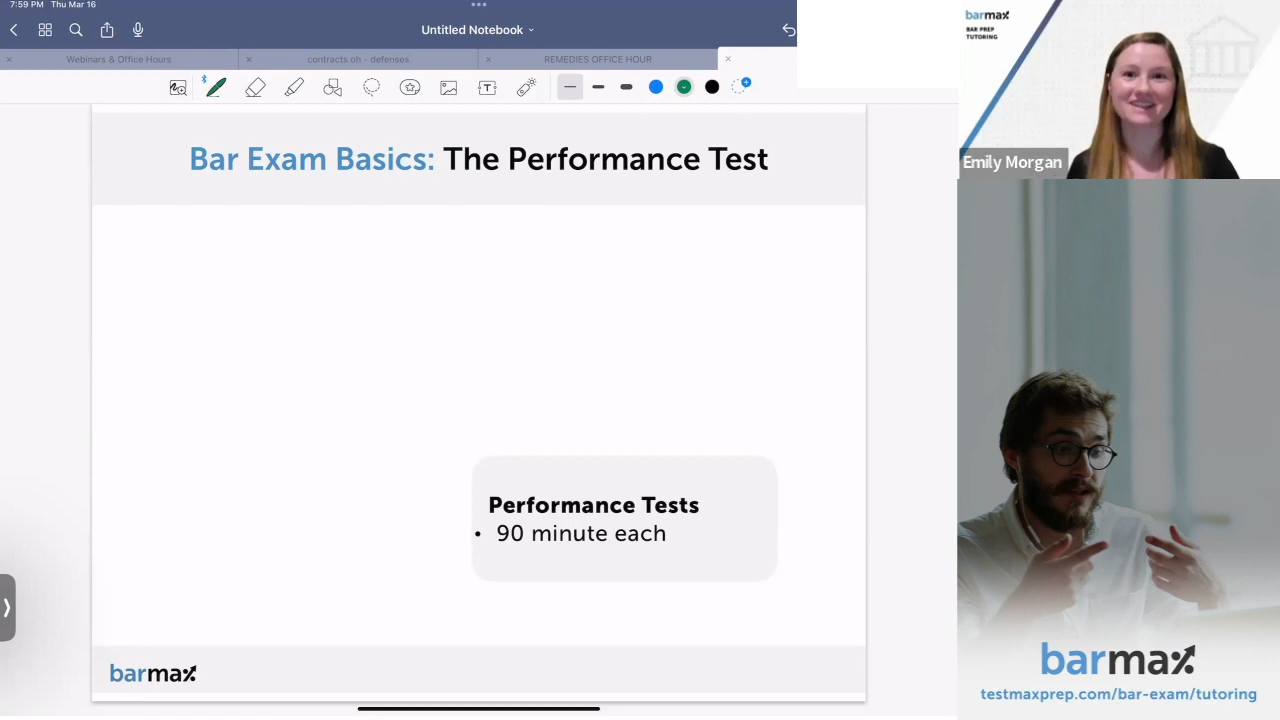 7:59 PM Thu Mar 16
Untitled Notebook
Webinars & Office Hours
contracts oh - defenses
REMEDIES OFFICE HOUR
T
Bar Exam Basics: The Performance Test
Performance Tests
• 90 minute each
barmax
barmax
BAR PREP
TUTORING
Emily Morgan
barmax
testmaxprep.com/bar-exam/tutoring